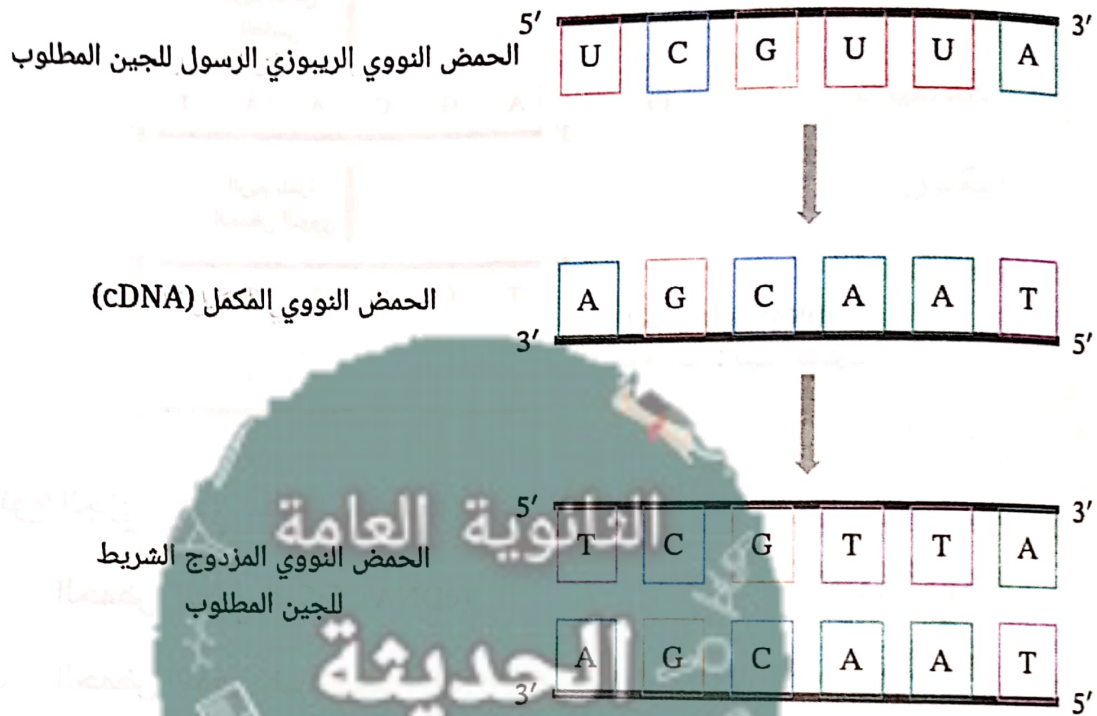 5′ 3′
الحمض النووي الريبوزي الرسول للجين المطلوب
U C G U U A
A G C A A T
الحمض النووي المكمل (cDNA)
3′ 5′
5′ 3′
الثانوية العامة
T C G T T A
الحمض النووي المزدوج الشريط
للجين المطلوب
الحديثة
A G C A A T
3′ 5′